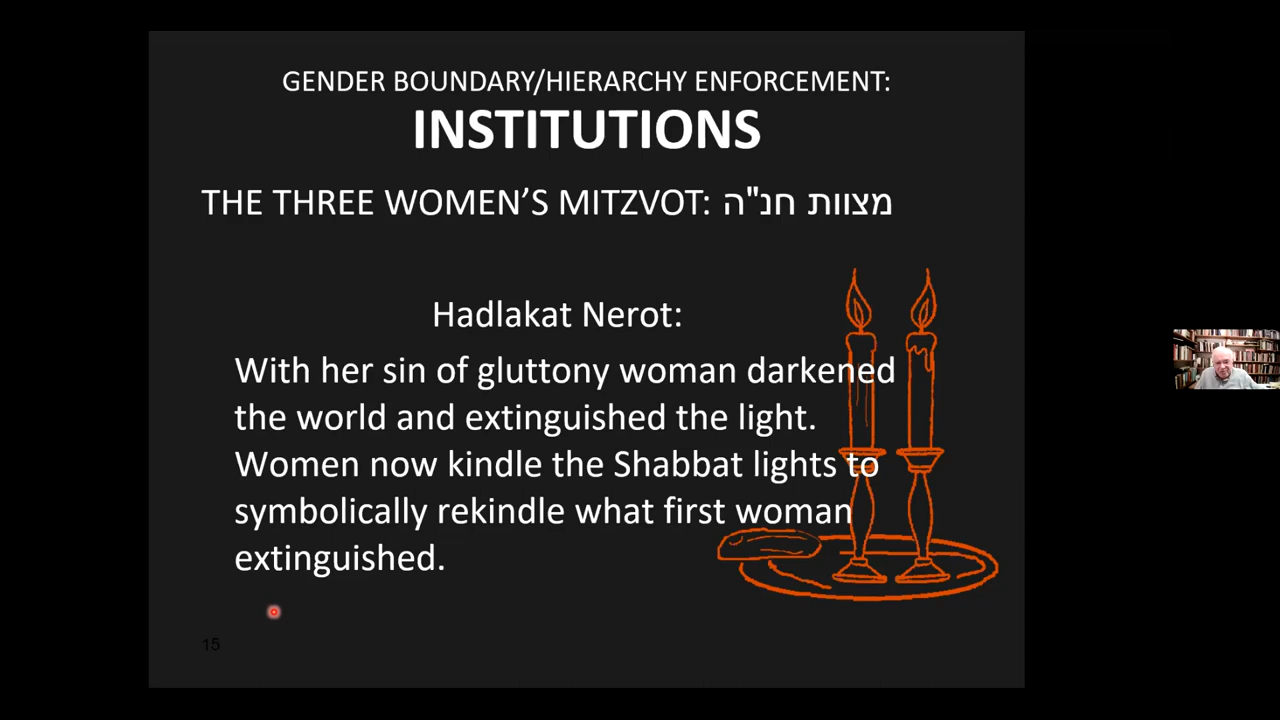 GENDER BOUNDARY/HIERARCHY ENFORCEMENT:
INSTITUTIONS
THE THREE WOMEN’S MITZVOT: מצוות חנ"ה
Hadlakat Nerot:
With her sin of gluttony woman darkened
the world and extinguished the light.
Women now kindle the Shabbat lights to
symbolically rekindle what first woman
extinguished.
15